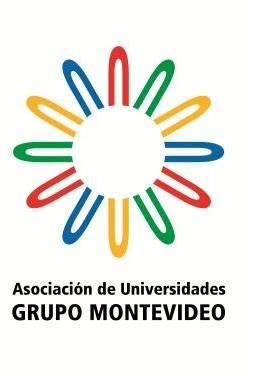 Asociación de Universidades
GRUPO MONTEVIDEO